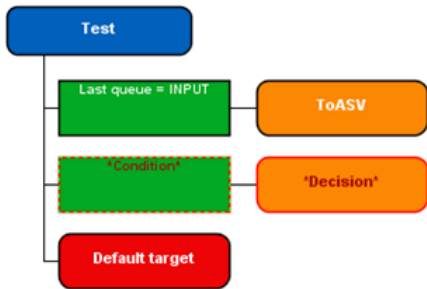 Test
Last queue = INPUT
ToASV
*Condition*
*Decision*
Default target